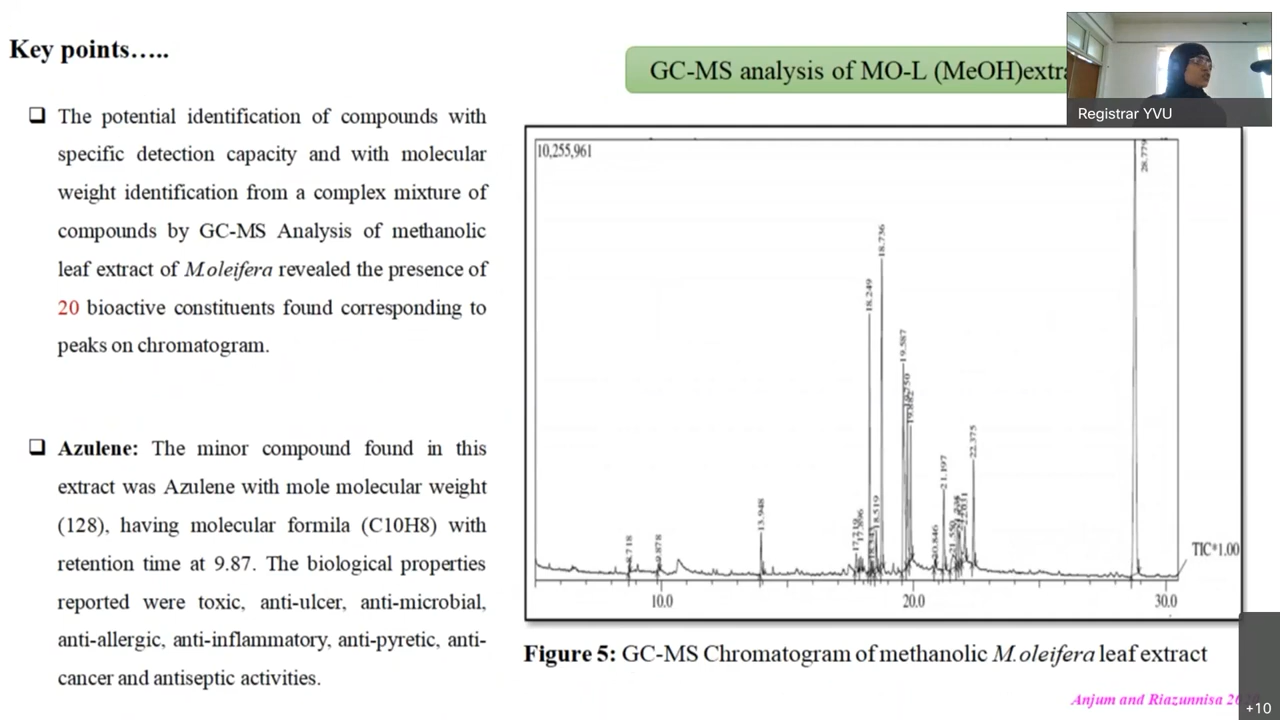 Key points…..
GC-MS analysis of MO-L (MeOH)extra
Registrar YVU
❑ The potential identification of compounds with
specific detection capacity and with molecular
weight identification from a complex mixture of
compounds by GC-MS Analysis of methanolic
leaf extract of M.oleifera revealed the presence of
20 bioactive constituents found corresponding to
peaks on chromatogram.
❑ Azulene: The minor compound found in this
extract was Azulene with mole molecular weight
(128), having molecular formila (C10H8) with
retention time at 9.87. The biological properties
reported were toxic, anti-ulcer, anti-microbial,
anti-allergic, anti-inflammatory, anti-pyretic, anti-
cancer and antiseptic activities.
10,255,961
8.718
9.878
13.948
18.249
18.519
18.736
19.587
20.846
21.197
22.375
28.779
TIC*1.00
10.0 20.0 30.0
Figure 5: GC-MS Chromatogram of methanolic M.oleifera leaf extract
Anjum and Riazunnisa
+10